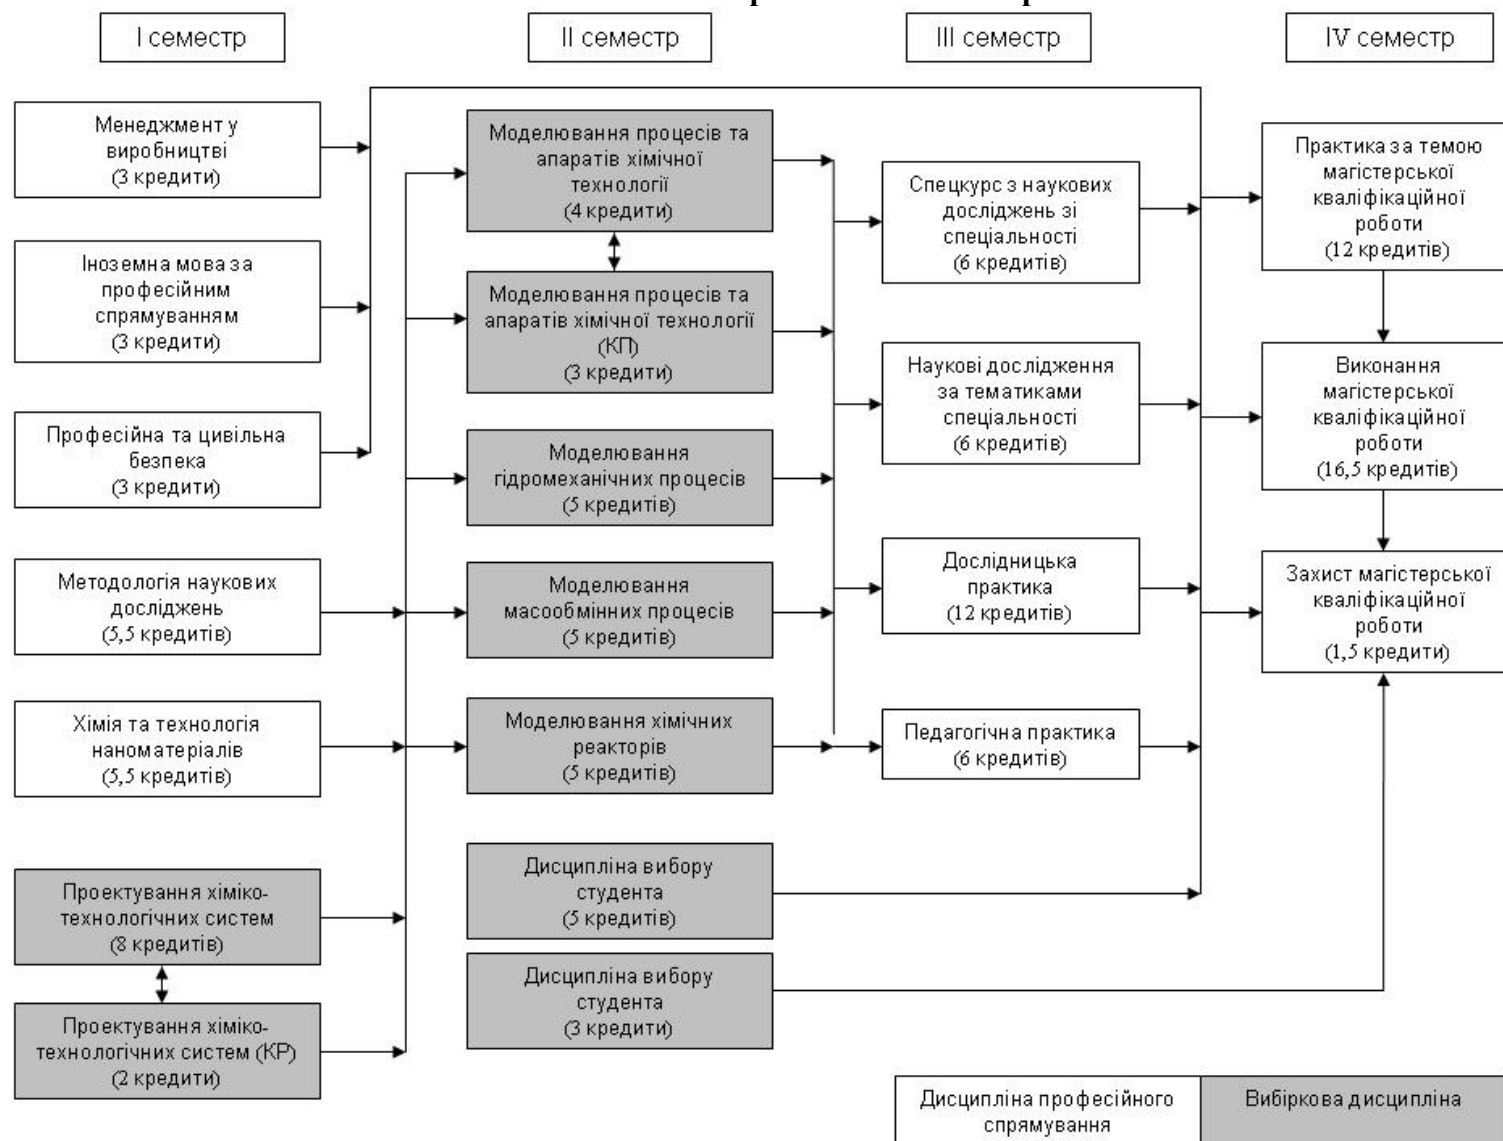 І семестр
ІІ семестр
ІІІ семестр
IV семестр
Менеджмент у
виробництві
(3 кредити)
Іноземна мова за
професійним
спрямуванням
(3 кредити)
Професійна та цивільна
безпека
(3 кредити)
Методологія наукових
досліджень
(5,5 кредитів)
Хімія та технологія
наноматеріалів
(5,5 кредитів)
Проектування хіміко-
технологічних систем
(8 кредитів)
Проектування хіміко-
технологічних систем (КР)
(2 кредити)
Моделювання процесів та
апаратів хімічної
технології
(4 кредити)
Моделювання процесів та
апаратів хімічної технології
(КП)
(3 кредити)
Моделювання
гідромеханічних процесів
(5 кредитів)
Моделювання
масообмінних процесів
(5 кредитів)
Моделювання хімічних
реакторів
(5 кредитів)
Дисципліна вибору
студента
(5 кредитів)
Дисципліна вибору
студента
(3 кредити)
Спецкурс з наукових
досліджень зі
спеціальності
(6 кредитів)
Наукові дослідження
за тематиками
спеціальності
(6 кредитів)
Дослідницька
практика
(12 кредитів)
Педагогічна практика
(6 кредитів)
Практика за темою
магістерської
кваліфікаційної
роботи
(12 кредитів)
Виконання
магістерської
кваліфікаційної
роботи
(16,5 кредитів)
Захист магістерської
кваліфікаційної
роботи
(1,5 кредити)
Дисципліна професійного
спрямування
Вибіркова дисципліна